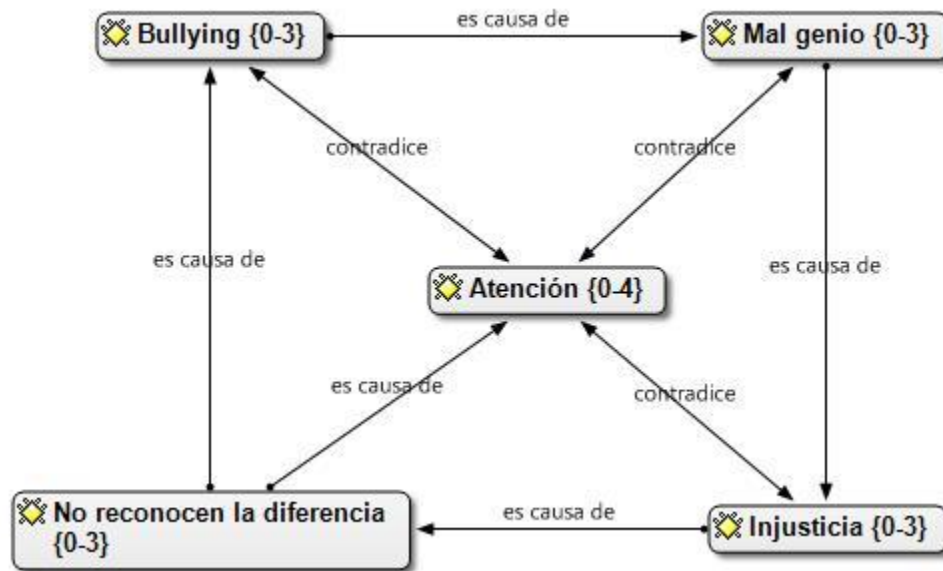 es causa de
Bullying {0-3}
Mal genio {0-3}
contradice
contradice
es causa de
es causa de
Atención {0-4}
es causa de
contradice
No reconocen la diferencia
{0-3}
es causa de
Injusticia {0-3}